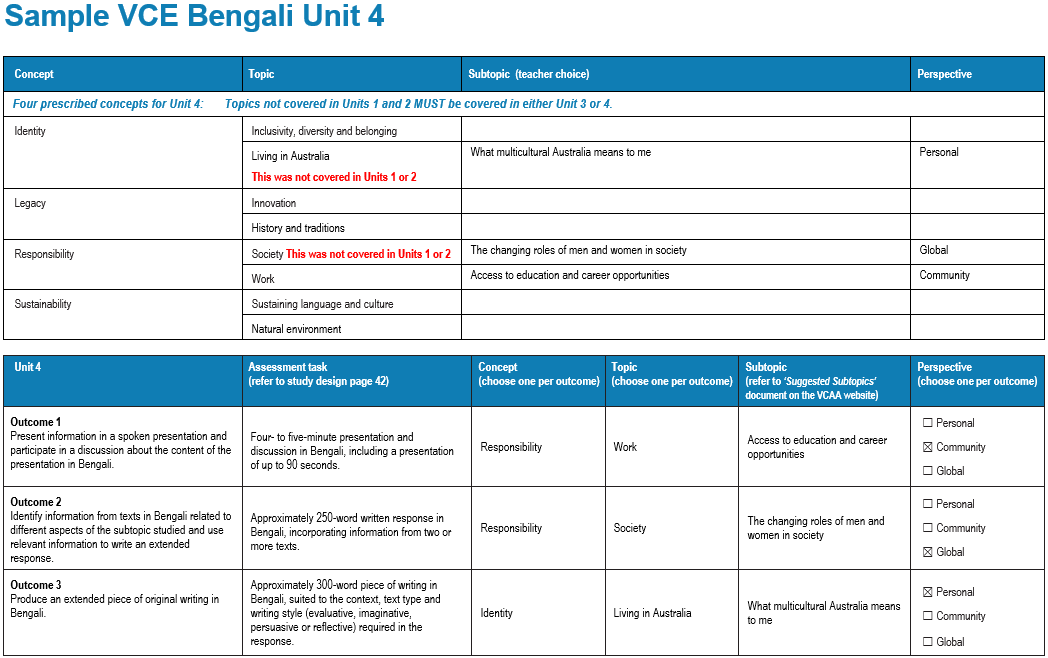 Sample VCE Bengali Unit 4
Concept Topic Subtopic (teacher choice) Perspective
Four prescribed concepts for Unit 4: Topics not covered in Units 1 and 2 MUST be covered in either Unit 3 or 4.
Identity Inclusivity, diversity and belonging
Living in Australia What multicultural Australia means to me Personal
This was not covered in Units 1 or 2
Legacy Innovation
History and traditions
Responsibility Society This was not covered in Units 1 or 2 The changing roles of men and women in society Global
Work Access to education and career opportunities Community
Sustainability Sustaining language and culture
Natural environment
Unit 4
Assessment task
(refer to study design page 42)
Concept
(choose one per outcome)
Topic
(choose one per outcome)
Subtopic
(refer to ‘Suggested Subtopics’
document on the VCAA website)
Perspective
(choose one per outcome)
Outcome 1
Present information in a spoken presentation and
participate in a discussion about the content of the
presentation in Bengali.
Four- to five-minute presentation and
discussion in Bengali, including a presentation
of up to 90 seconds.
Responsibility
Work
Access to education and career
opportunities
☐ Personal
☒ Community
☐ Global
Outcome 2
Identify information from texts in Bengali related to
different aspects of the subtopic studied and use
relevant information to write an extended
response.
Approximately 250-word written response in
Bengali, incorporating information from two or
more texts.
Responsibility
Society
The changing roles of men and
women in society
☐ Personal
☐ Community
☒ Global
Outcome 3
Produce an extended piece of original writing in
Bengali.
Approximately 300-word piece of writing in
Bengali, suited to the context, text type and
writing style (evaluative, imaginative,
persuasive or reflective) required in the
response.
Identity
Living in Australia
What multicultural Australia means
to me
☒ Personal
☐ Community
☐ Global